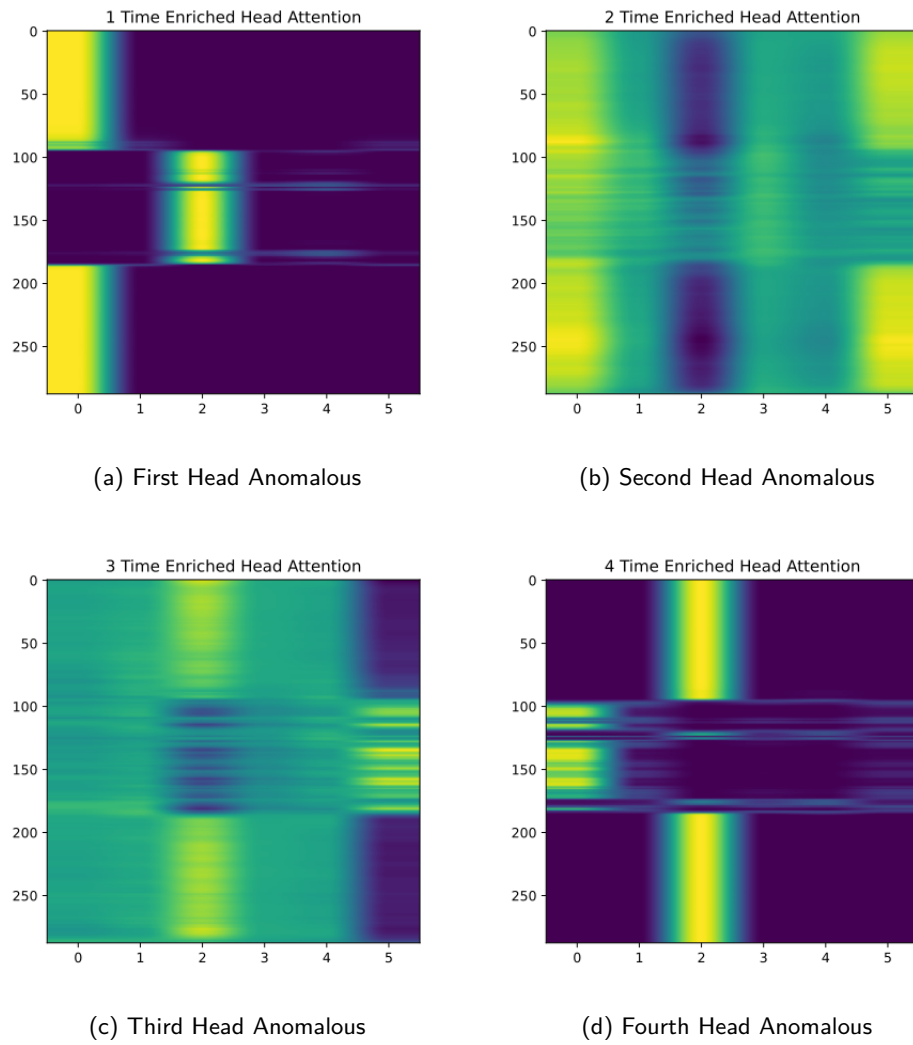 1 Time Enriched Head Attention
0
50
100
150
200
250
0 1 2 3 4 5
(a) First Head Anomalous
2 Time Enriched Head Attention
0
50
100
150
200
250
0 1 2 3 4 5
(b) Second Head Anomalous
3 Time Enriched Head Attention
0
50
100
150
200
250
0 1 2 3 4 5
(c) Third Head Anomalous
4 Time Enriched Head Attention
0
50
100
150
200
250
0 1 2 3 4 5
(d) Fourth Head Anomalous